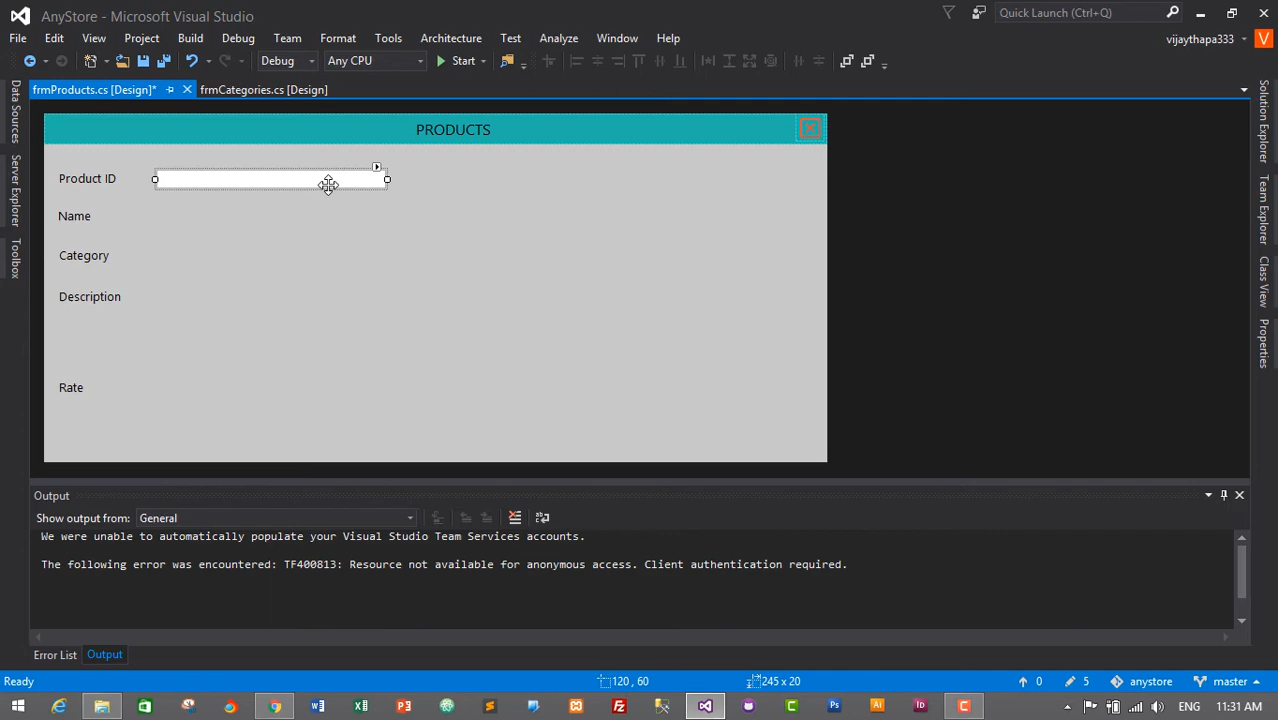 AnyStore - Microsoft Visual Studio
Quick Launch (Ctrl+Q)
File Edit View Project Build Debug Team Format Tools Architecture Test Analyze Window Help
vijaythapa333 V
Debug Any CPU Start
frmProducts.cs [Design]* frmCategories.cs [Design]
Data Sources
Server Explorer
Toolbox
Solution Explorer
Team Explorer
Class View
Properties
PRODUCTS
Product ID
Name
Category
Description
Rate
Output
Show output from: General
We were unable to automatically populate your Visual Studio Team Services accounts.
The following error was encountered: TF400813: Resource not available for anonymous access. Client authentication required.
Error List Output
Ready 120 , 60 245 x 20 0 5 anystore master
ENG 11:31 AM